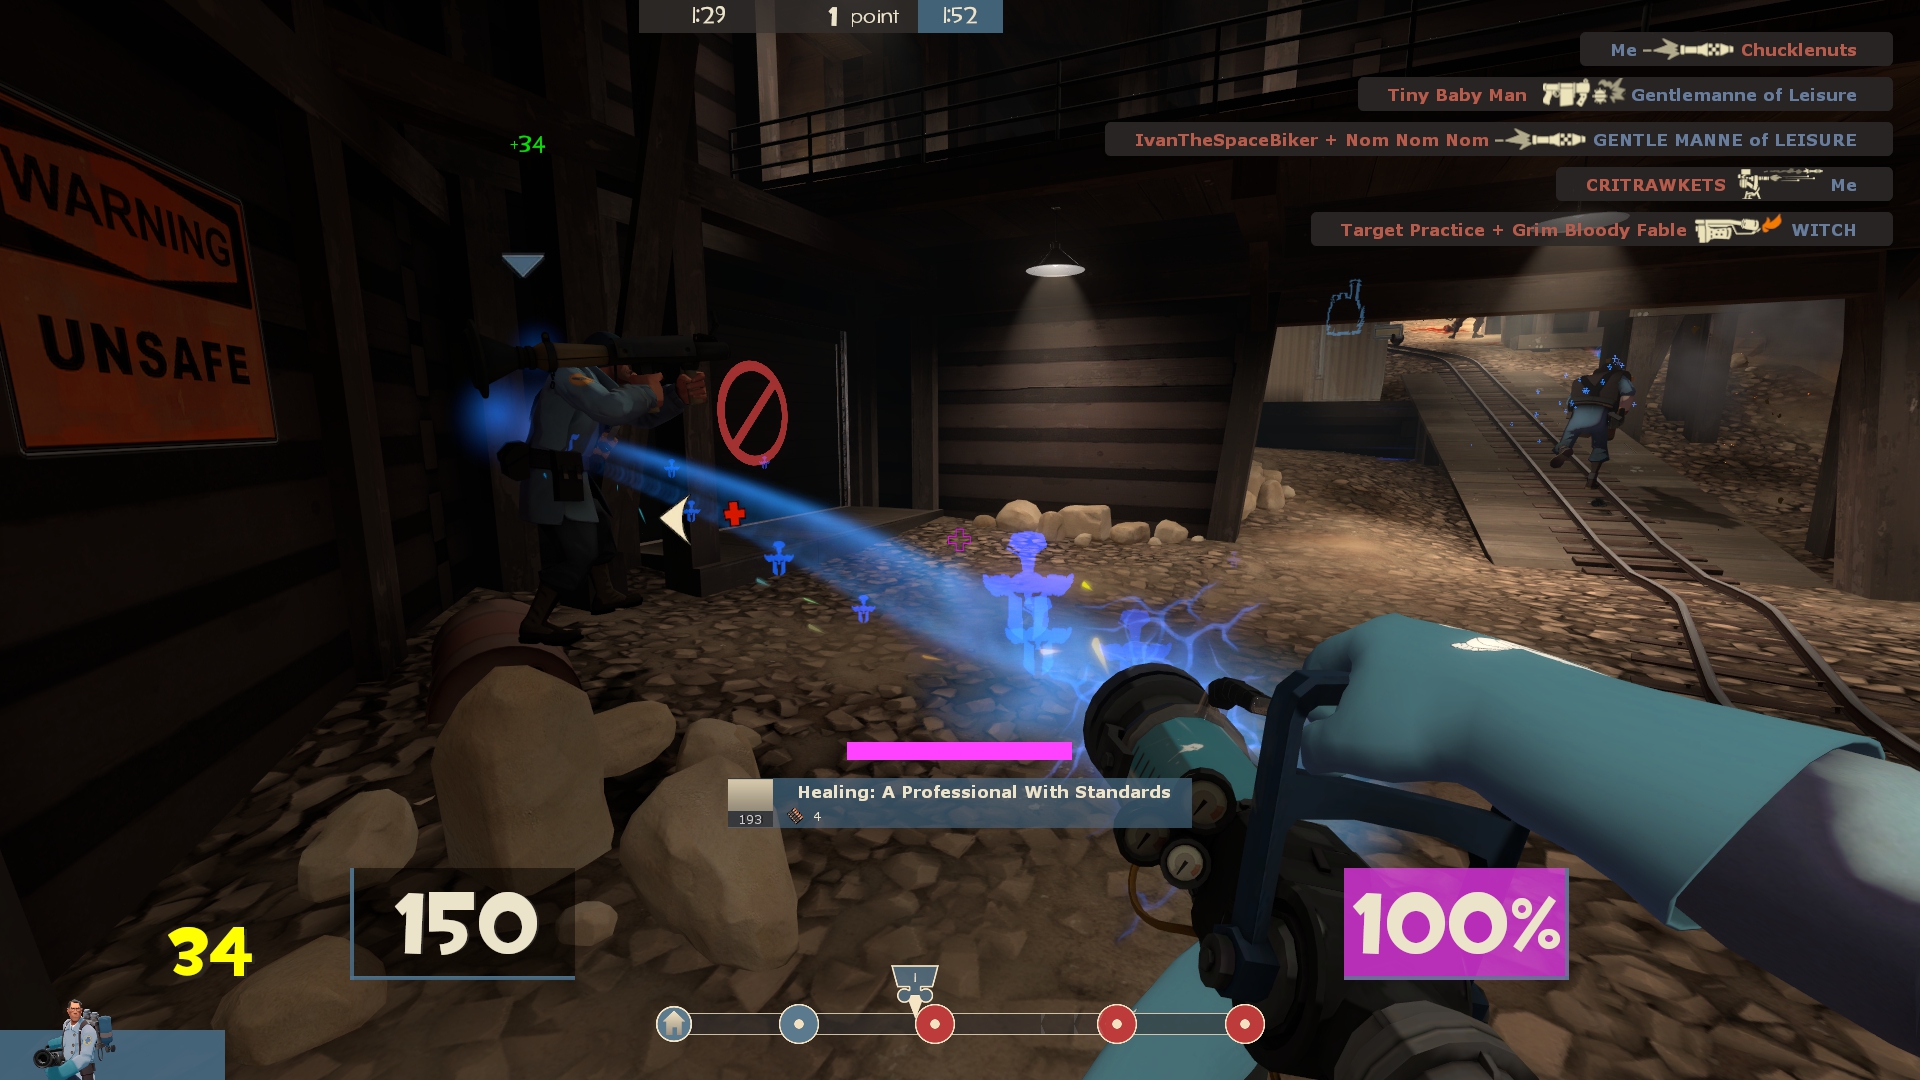 1:29 1 point 1:52
Me Chucklenuts
Tiny Baby Man Gentlemanne of Leisure
IvanTheSpaceBiker + Nom Nom Nom GENTLE MANNE of LEISURE
CRITRAWKETS Me
Target Practice + Grim Bloody Fable WITCH
+34
WARNING
UNSAFE
Healing: A Professional With Standards
193 4
150
100%
34
1